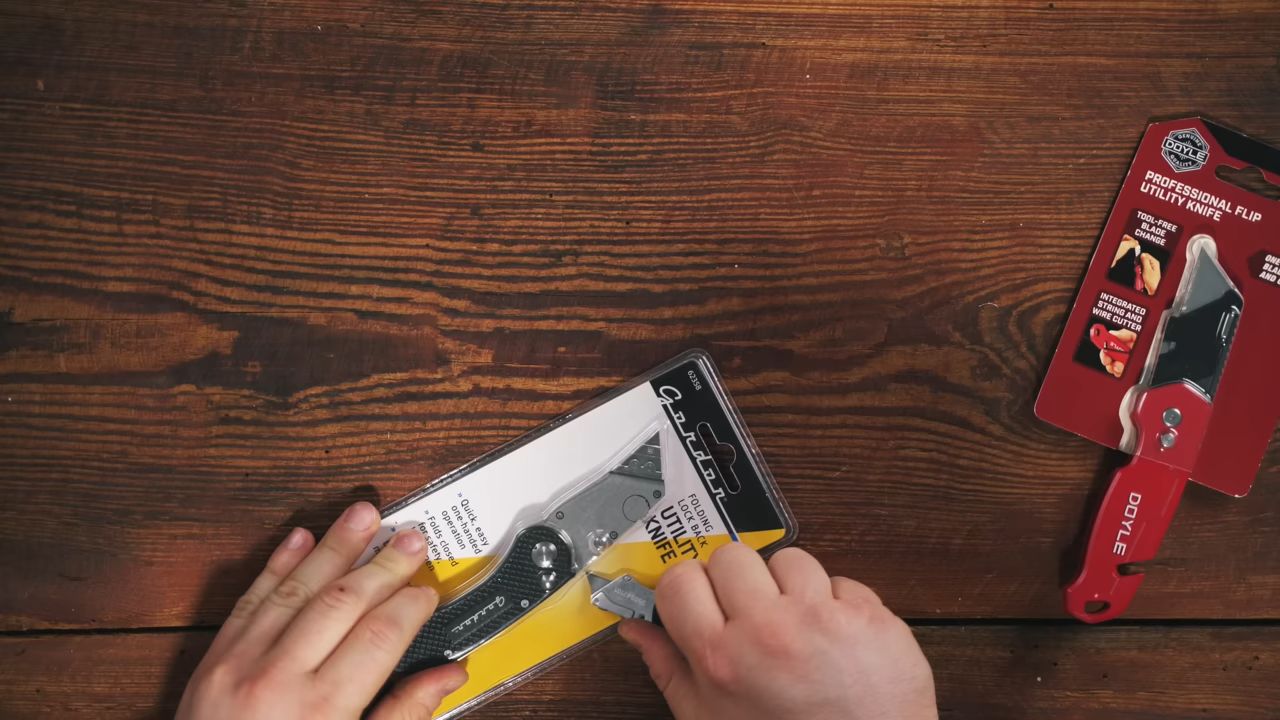 GENUINE
DOYLE
QUALITY
PROFESSIONAL FLIP
UTILITY KNIFE
TOOL-FREE
BLADE
CHANGE
INTEGRATED
STRING AND
WIRE CUTTER
DOYLE
62358
Gordon
FOLDING
LOCK BACK
UTILITY
KNIFE
» Quick, easy
one-handed
operation
» Folds closed
for safety.
Gordon